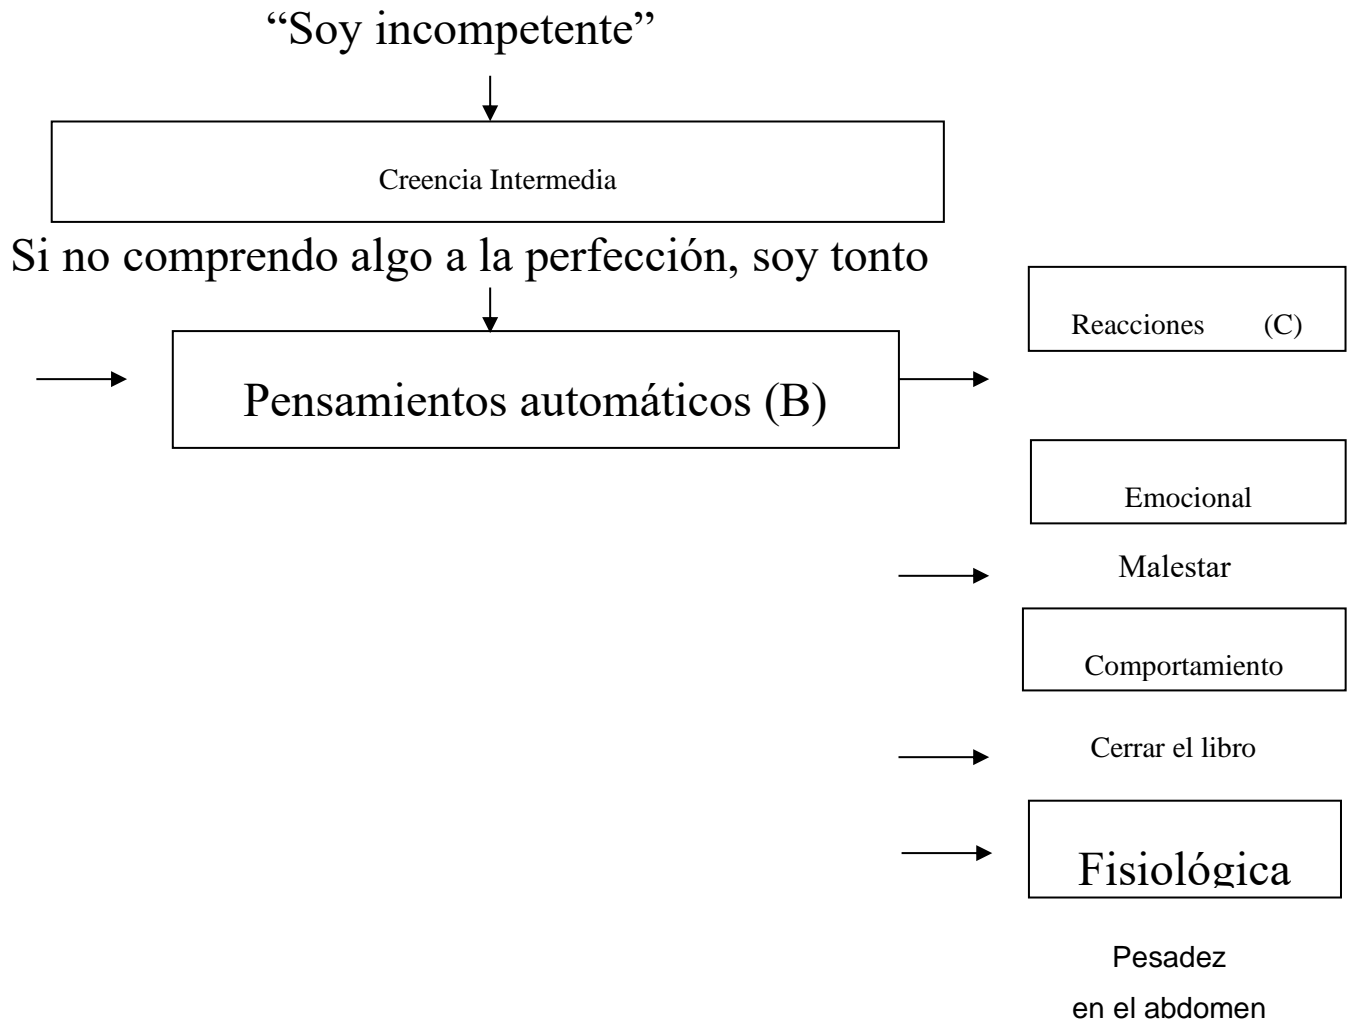 “Soy incompetente”
Creencia Intermedia
Si no comprendo algo a la perfección, soy tonto
Reacciones (C)
Pensamientos automáticos (B)
Emocional
Malestar
Comportamiento
Cerrar el libro
Fisiológica
Pesadez
en el abdomen